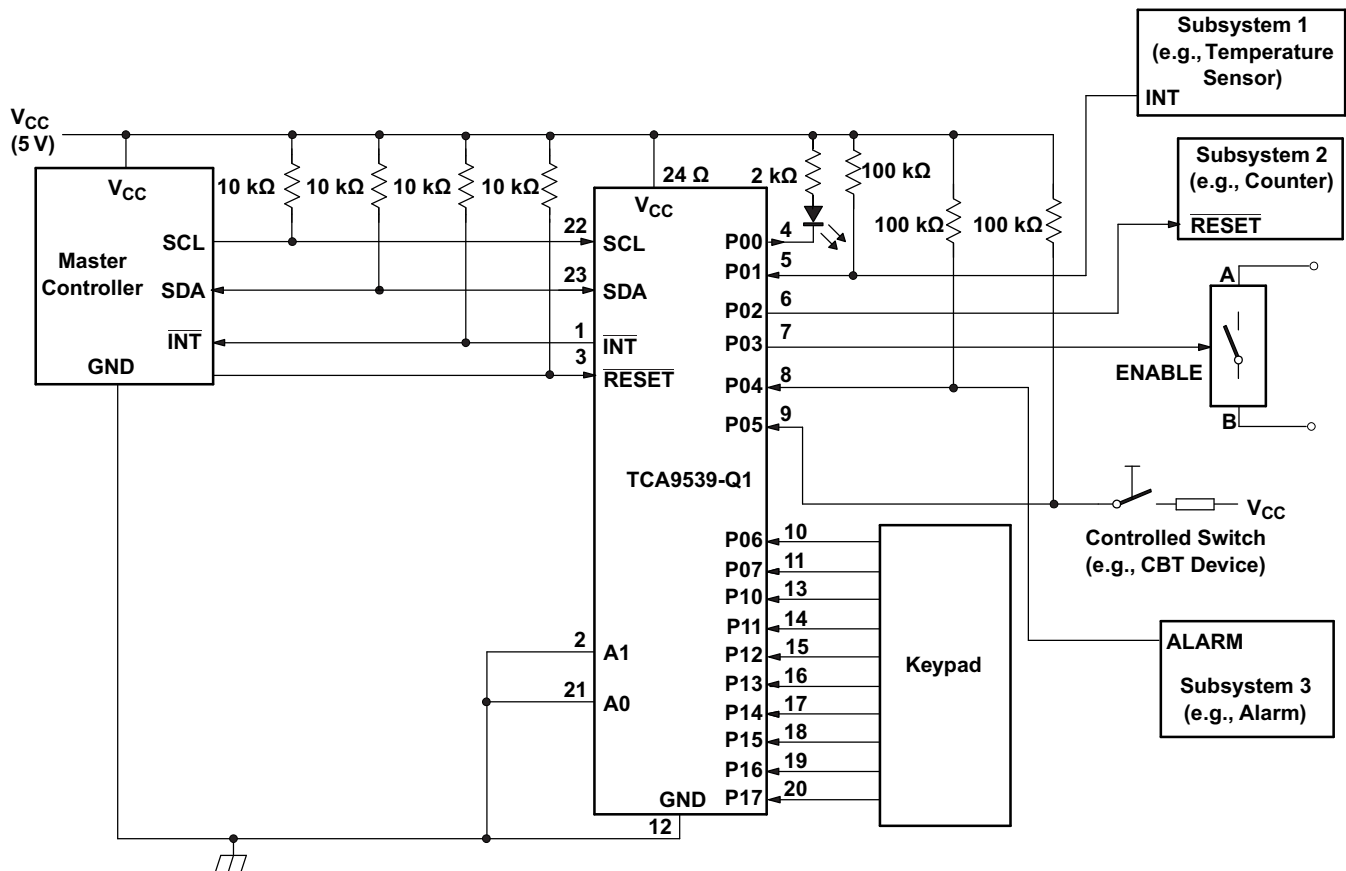 Subsystem 1
(e.g., Temperature
Sensor)
INT
VCC
(5 V)
Subsystem 2
(e.g., Counter)
RESET
VCC
10 kΩ
10 kΩ
10 kΩ
10 kΩ
24 Ω
2 kΩ
100 kΩ
100 kΩ
100 kΩ
Master
Controller
SCL
SDA
INT
GND
22
23
1
3
VCC
SCL
SDA
INT
RESET
TCA9539-Q1
P00
P01
P02
P03
P04
P05
4
5
6
7
8
9
A
ENABLE
B
VCC
Controlled Switch
(e.g., CBT Device)
P06
P07
P10
P11
P12
P13
P14
P15
P16
P17
10
11
13
14
15
16
17
18
19
20
Keypad
2
A1
21
A0
GND
12
ALARM
Subsystem 3
(e.g., Alarm)